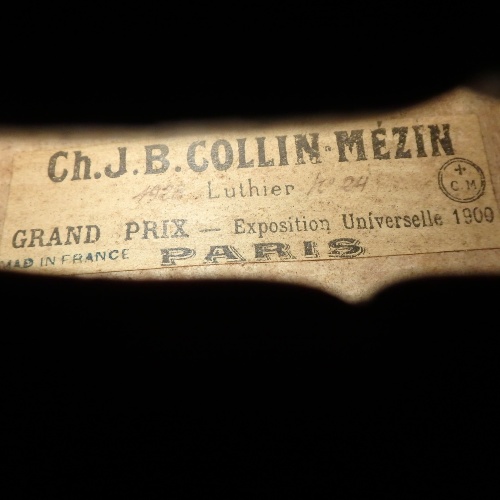 Ch. J. B. COLLIN-MÉZIN
Luthier
+
C M
GRAND PRIX — Exposition Universelle 1900
MADE IN FRANCE
PARIS